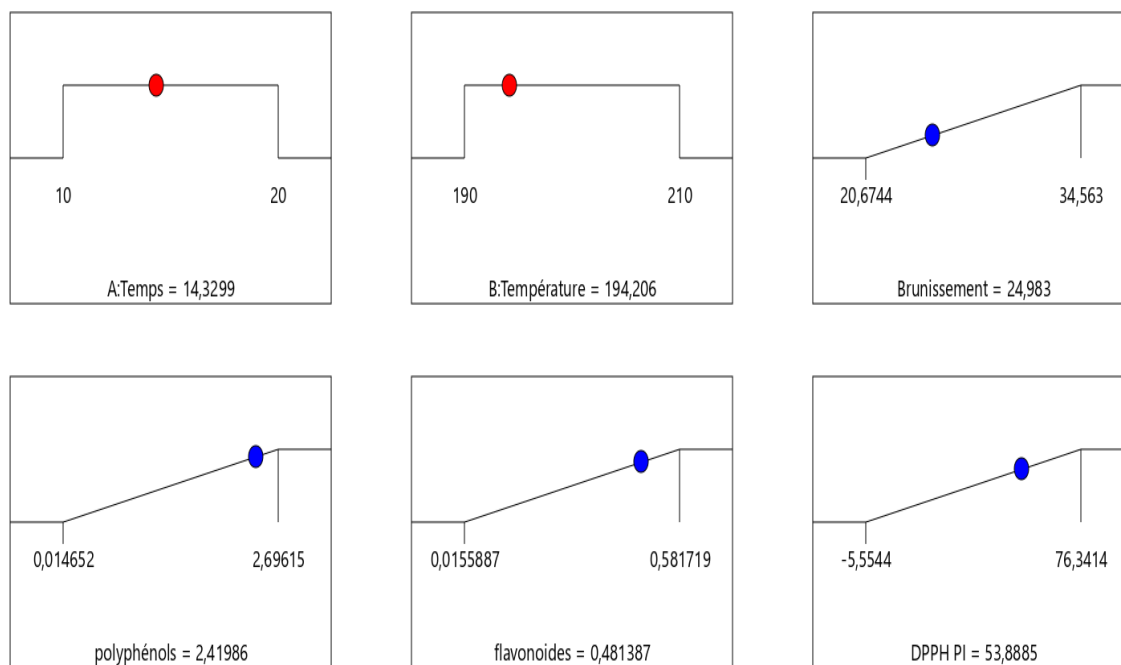 10 20
A:Temps = 14,3299
190 210
B:Température = 194,206
20,6744 34,563
Brunissement = 24,983
0,014652 2,69615
polyphénols = 2,41986
0,0155887 0,581719
flavonoides = 0,481387
-5,5544 76,3414
DPPH PI = 53,8885